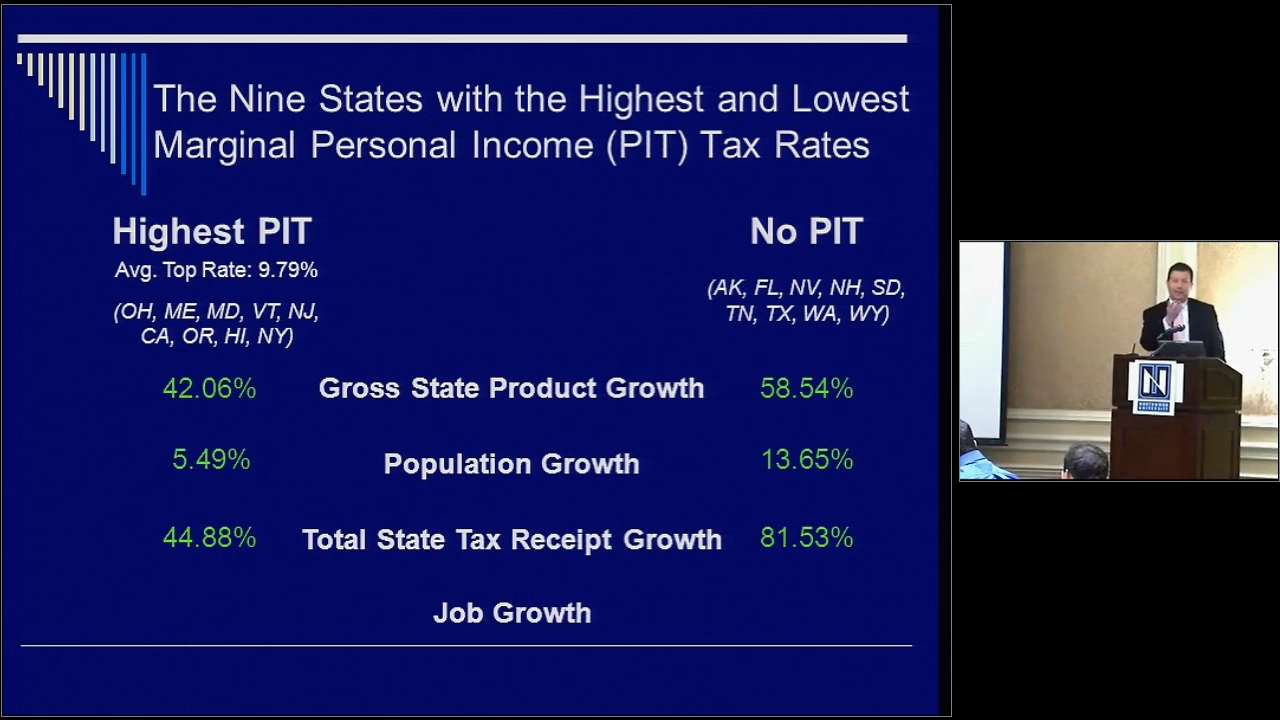 The Nine States with the Highest and Lowest
Marginal Personal Income (PIT) Tax Rates
Highest PIT
No PIT
Avg. Top Rate: 9.79%
(OH, ME, MD, VT, NJ,
CA, OR, HI, NY)
(AK, FL, NV, NH, SD,
TN, TX, WA, WY)
42.06%
Gross State Product Growth
58.54%
5.49%
Population Growth
13.65%
44.88%
Total State Tax Receipt Growth
81.53%
Job Growth
N
NORTHWOOD
UNIVERSITY